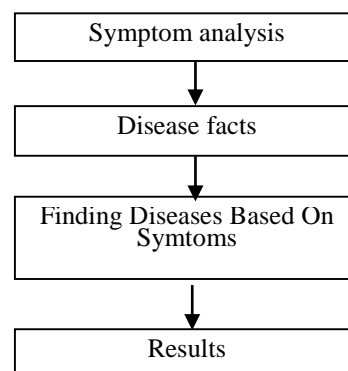 Symptom analysis
Disease facts
Finding Diseases Based On
Symtoms
Results